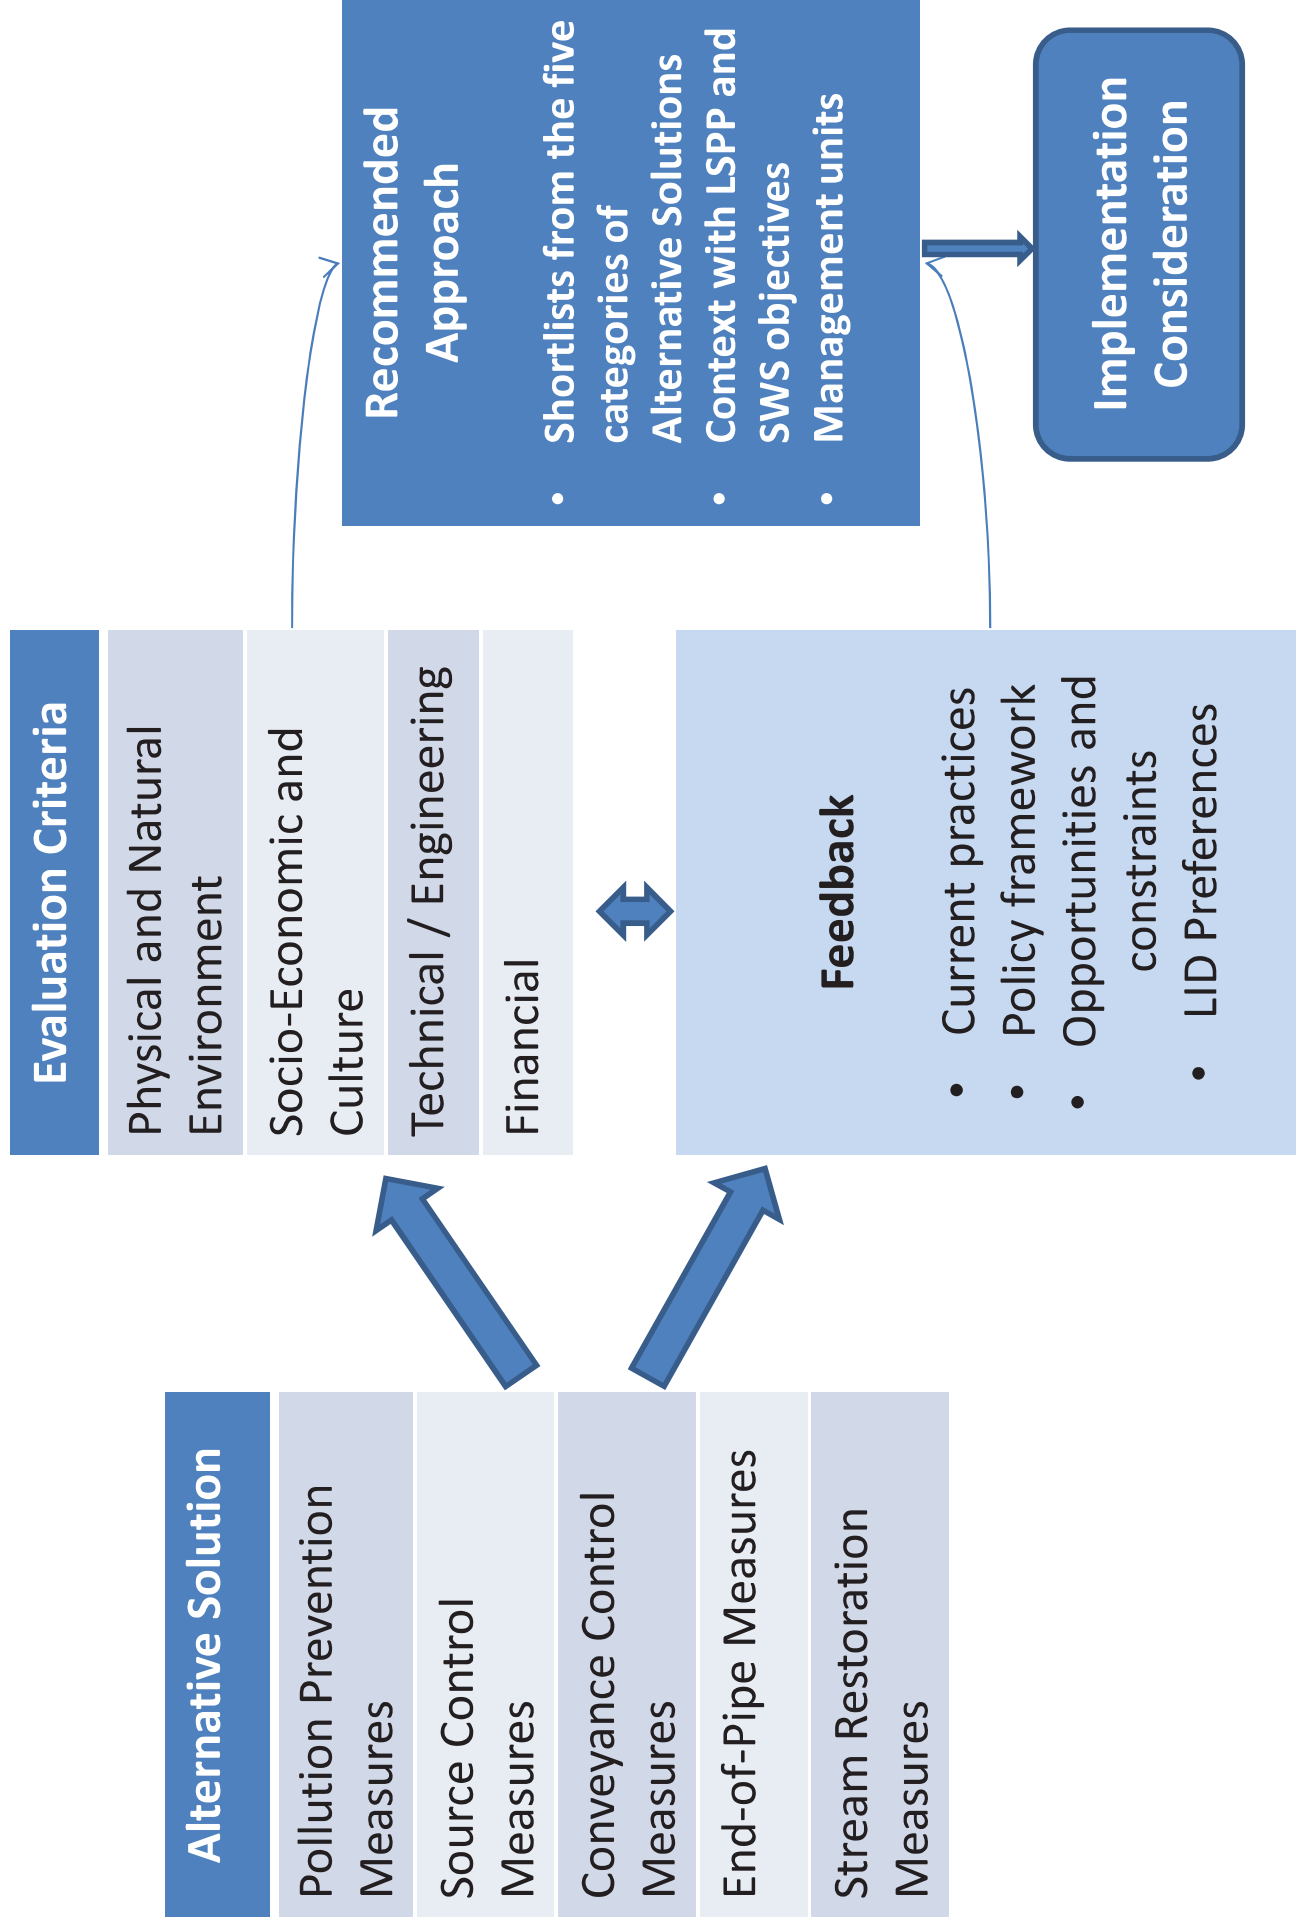 Alternative Solution
Pollution Prevention
Measures
Source Control
Measures
Conveyance Control
Measures
End-of-Pipe Measures
Stream Restoration
Measures
Evaluation Criteria
Physical and Natural
Environment
Socio-Economic and
Culture
Technical / Engineering
Financial
Feedback
• Current practices
• Policy framework
• Opportunities and
constraints
• LID Preferences
Recommended
Approach
• Shortlists from the five
categories of
Alternative Solutions
• Context with LSPP and
SWS objectives
• Management units
Implementation
Consideration